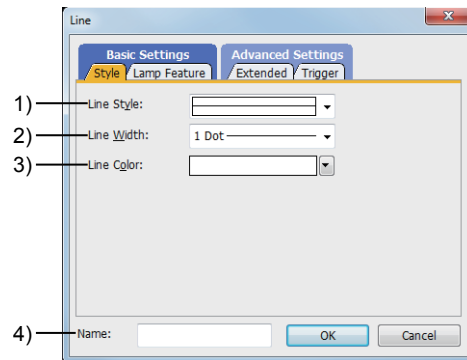 Line
Basic Settings
Advanced Settings
Style
Lamp Feature
Extended
Trigger
1)
Line Style:
2)
Line Width:
1 Dot
3)
Line Color:
4)
Name:
OK
Cancel